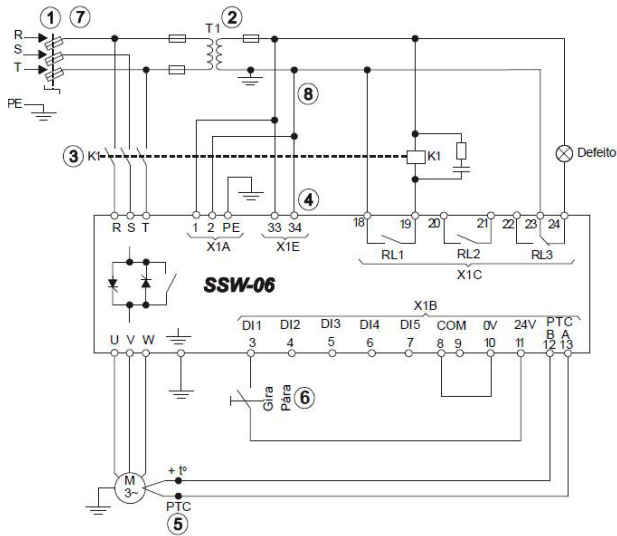 1 7 T1 2
R
S
T
PE
8
3 K1 K1 Defeito
4
R S T 1 2 PE 33 34 18 19 20 21 22 23 24
X1A X1E RL1 RL2 RL3
X1C
SSW-06
X1B
DI1 DI2 DI3 DI4 DI5 COM 0V 24V PTC
B A
U V W 3 4 5 6 7 8 9 10 11 12 13
Gira
Pára
6
M
3~
+ tº
PTC
5